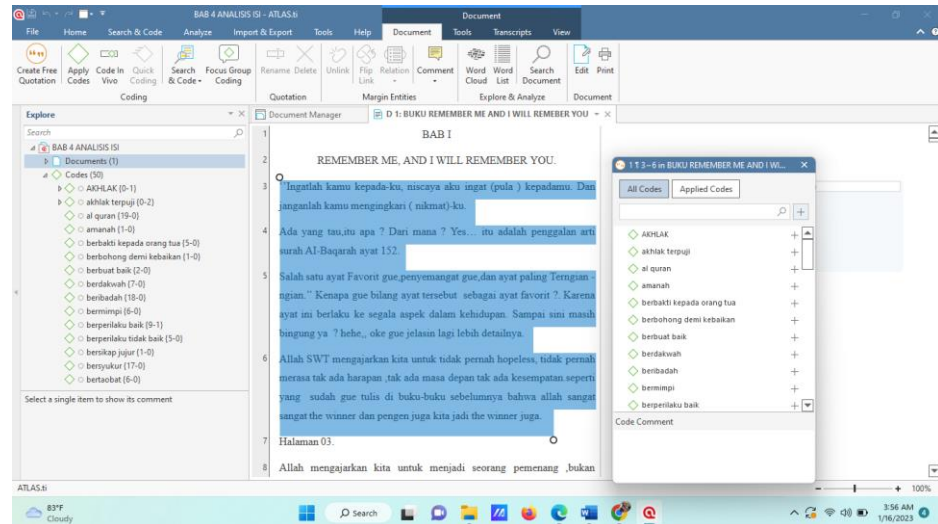 BAB 4 ANALISIS ISI - ATLAS.ti
Document
File Home Search & Code Analyze Import & Export Tools Help Document Tools Transcripts View
Create Free Quotation
Apply Codes
Code In Vivo
Quick Coding
Search & Code
Focus Group Coding
Rename Delete
Unlink
Flip Link
Relation
Comment
Word Cloud
Word List
Search Document
Edit Print
Coding
Quotation
Margin Entities
Explore & Analyze
Document
Explore
Search
BAB 4 ANALISIS ISI
Documents (1)
Codes (50)
AKHLAK {0-1}
akhlak terpuji {0-2}
al quran {19-0}
amanah {1-0}
berbakti kepada orang tua {5-0}
berbohong demi kebaikan {1-0}
berbuat baik {2-0}
berdakwah {7-0}
beribadah {18-0}
bermimpi {6-0}
berperilaku baik {9-1}
berperilaku tidak baik {5-0}
bersikap jujur {1-0}
bersyukur {17-0}
bertaobat {6-0}
Select a single item to show its comment
Document Manager
D 1: BUKU REMEMBER ME AND I WILL REMEBER YOU
1 BAB I
2 REMEMBER ME, AND I WILL REMEMBER YOU.
3 "Ingatlah kamu kepada-ku, niscaya aku ingat (pula ) kepadamu. Dan
janganlah kamu mengingkari ( nikmat)-ku.
4 Ada yang tau,itu apa ? Dari mana ? Yes… itu adalah penggalan arti
surah AI-Baqarah ayat 152.
5 Salah satu ayat Favorit gue,penyemangat gue,dan ayat paling Terngian -
ngian." Kenapa gue bilang ayat tersebut sebagai ayat favorit ?. Karena
ayat ini berlaku ke segala aspek dalam kehidupan. Sampai sini masih
bingung ya ? hehe,, oke gue jelasin lagi lebih detailnya.
6 Allah SWT mengajarkan kita untuk tidak pernah hopeless, tidak pernah
merasa tak ada harapan ,tak ada masa depan tak ada kesempatan.seperti
yang sudah gue tulis di buku-buku sebelumnya bahwa allah sangat
sangat the winner dan pengen juga kita jadi the winner juga.
7 Halaman 03.
8 Allah mengajarkan kita untuk menjadi seorang pemenang ,bukan
1 ¶ 3–6 in BUKU REMEMBER ME AND I WI...
All Codes Applied Codes
AKHLAK
akhlak terpuji
al quran
amanah
berbakti kepada orang tua
berbohong demi kebaikan
berbuat baik
berdakwah
beribadah
bermimpi
berperilaku baik
Code Comment
ATLAS.ti
100%
83°F
Cloudy
Search
3:56 AM
1/16/2023